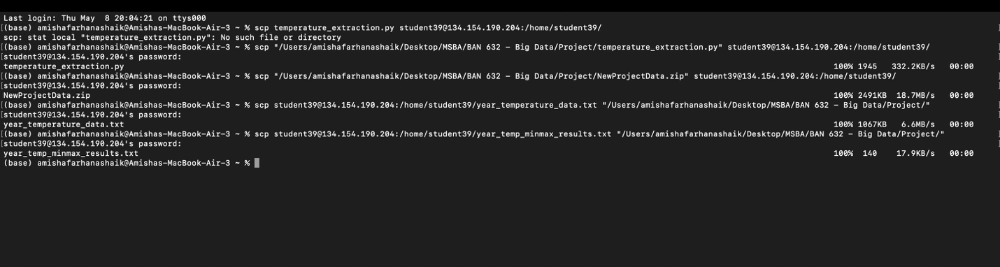 Last login: Thu May  8 20:04:21 on ttys000
[(base) amishafarhanashaik@Amishas-MacBook-Air-3 ~ % scp temperature_extraction.py student39@134.154.190.204:/home/student39/ ]
scp: stat local "temperature_extraction.py": No such file or directory
[(base) amishafarhanashaik@Amishas-MacBook-Air-3 ~ % scp "/Users/amishafarhanashaik/Desktop/MSBA/BAN 632 - Big Data/Project/temperature_extraction.py" student39@134.154.190.204:/home/student39/ ]
[student39@134.154.190.204's password: ]
temperature_extraction.py 100% 1945 332.2KB/s 00:00
[(base) amishafarhanashaik@Amishas-MacBook-Air-3 ~ % scp "/Users/amishafarhanashaik/Desktop/MSBA/BAN 632 - Big Data/Project/NewProjectData.zip" student39@134.154.190.204:/home/student39/ ]
[student39@134.154.190.204's password: ]
NewProjectData.zip 100% 2491KB 18.7MB/s 00:00
[(base) amishafarhanashaik@Amishas-MacBook-Air-3 ~ % scp student39@134.154.190.204:/home/student39/year_temperature_data.txt "/Users/amishafarhanashaik/Desktop/MSBA/BAN 632 - Big Data/Project/" ]
[student39@134.154.190.204's password: ]
year_temperature_data.txt 100% 1067KB 6.6MB/s 00:00
[(base) amishafarhanashaik@Amishas-MacBook-Air-3 ~ % scp student39@134.154.190.204:/home/student39/year_temp_minmax_results.txt "/Users/amishafarhanashaik/Desktop/MSBA/BAN 632 - Big Data/Project/" ]
[student39@134.154.190.204's password: ]
year_temp_minmax_results.txt 100% 140 17.9KB/s 00:00
(base) amishafarhanashaik@Amishas-MacBook-Air-3 ~ %